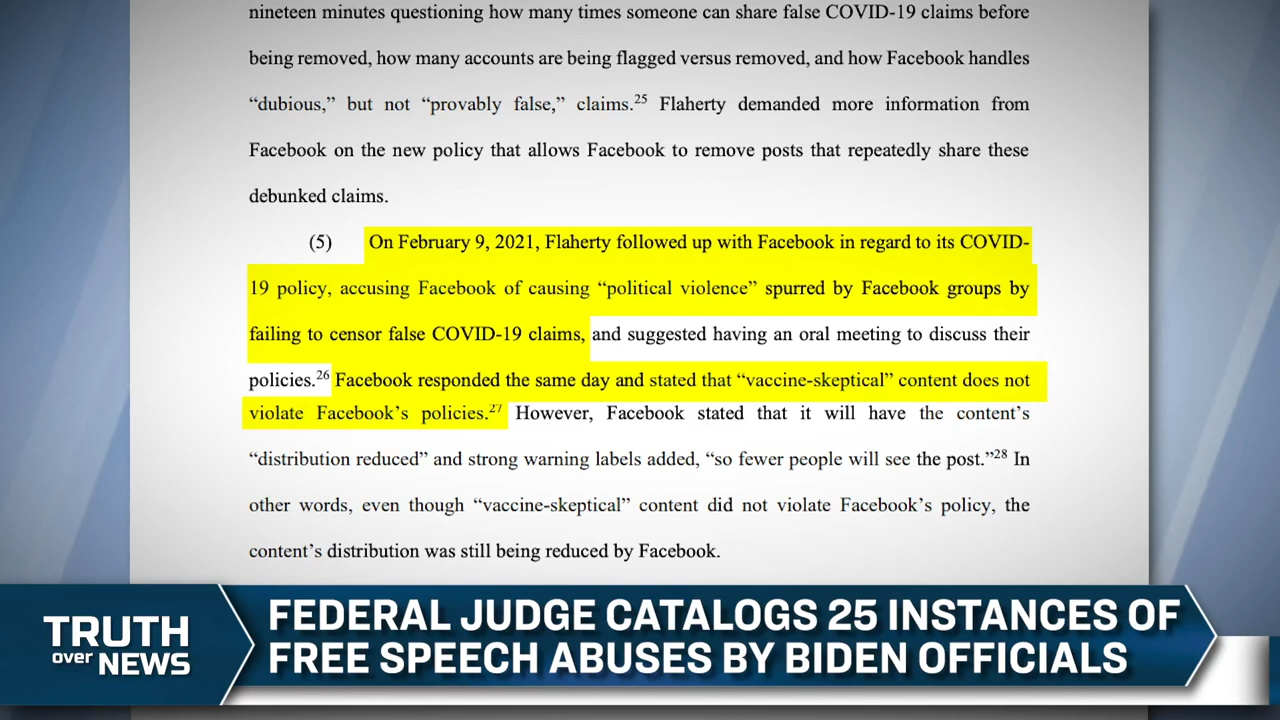 nineteen minutes questioning how many times someone can share false COVID-19 claims before
being removed, how many accounts are being flagged versus removed, and how Facebook handles
“dubious,” but not “provably false,” claims.25 Flaherty demanded more information from
Facebook on the new policy that allows Facebook to remove posts that repeatedly share these
debunked claims.
(5) On February 9, 2021, Flaherty followed up with Facebook in regard to its COVID-
19 policy, accusing Facebook of causing “political violence” spurred by Facebook groups by
failing to censor false COVID-19 claims, and suggested having an oral meeting to discuss their
policies.26 Facebook responded the same day and stated that “vaccine-skeptical” content does not
violate Facebook’s policies.27 However, Facebook stated that it will have the content’s
“distribution reduced” and strong warning labels added, “so fewer people will see the post.”28 In
other words, even though “vaccine-skeptical” content did not violate Facebook’s policy, the
content’s distribution was still being reduced by Facebook.
TRUTH
over NEWS
FEDERAL JUDGE CATALOGS 25 INSTANCES OF
FREE SPEECH ABUSES BY BIDEN OFFICIALS